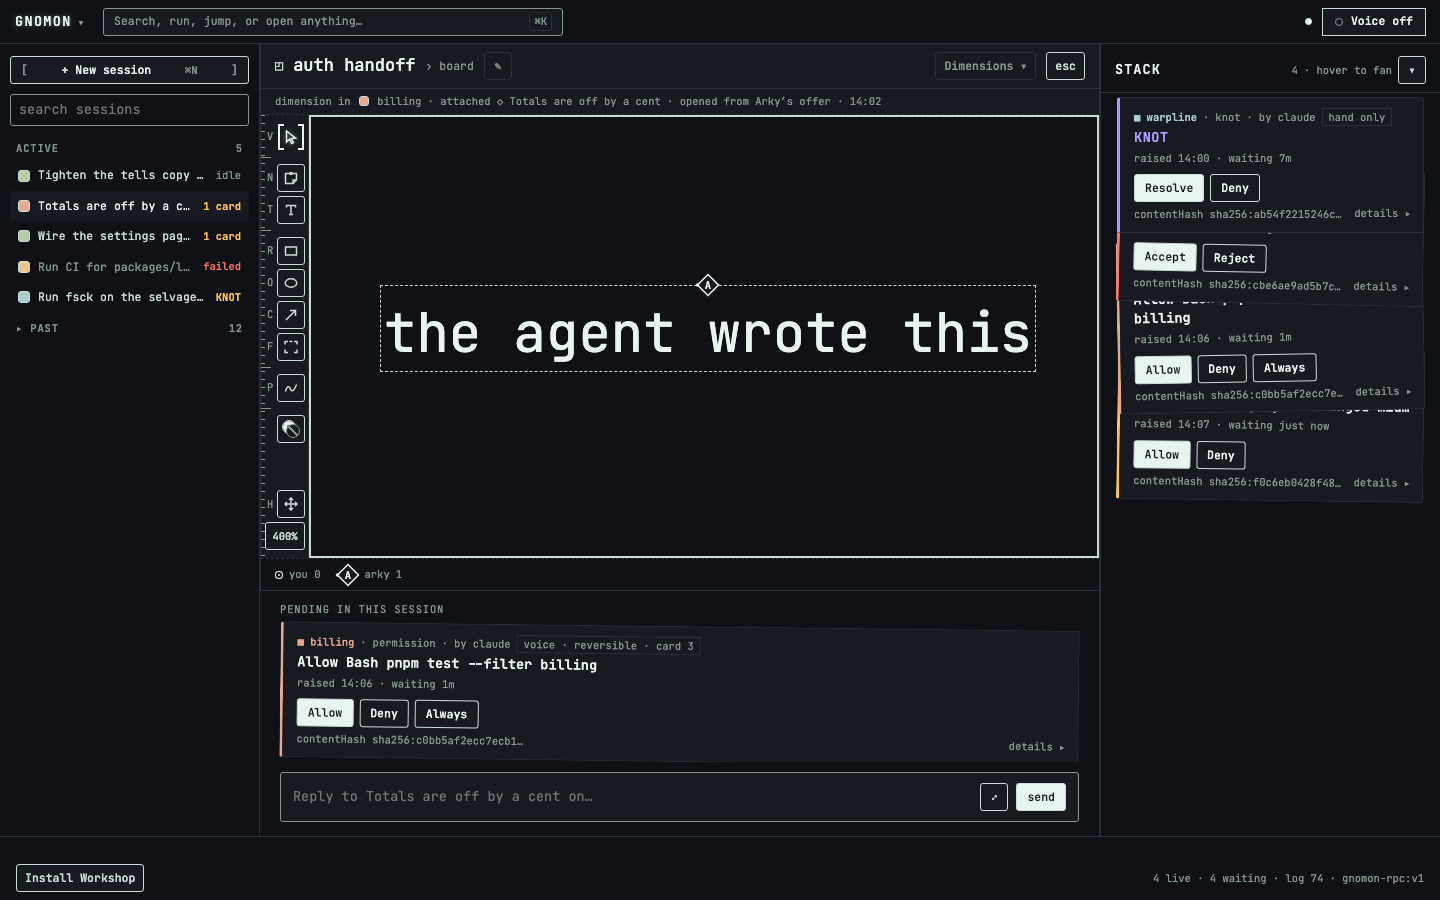 GNOMON ▾
Search, run, jump, or open anything… ⌘K
Voice off
[ + New session ⌘N ]
search sessions
ACTIVE 5
Tighten the tells copy … idle
Totals are off by a c… 1 card
Wire the settings pag… 1 card
Run CI for packages/l… failed
Run fsck on the selvage… KNOT
▸ PAST 12
auth handoff › board ✎
Dimensions ▾ esc
dimension in billing · attached ◇ Totals are off by a cent · opened from Arky’s offer · 14:02
V
N
T
R
O
C
F
P
H
400%
A
the agent wrote this
you 0 A arky 1
PENDING IN THIS SESSION
billing · permission · by claude voice · reversible · card 3
Allow Bash pnpm test --filter billing
raised 14:06 · waiting 1m
Allow Deny Always
contentHash sha256:c0bb5af2ecc7ecb1…
details ▸
Reply to Totals are off by a cent on…
send
STACK 4 · hover to fan ▾
warpline · knot · by claude hand only
KNOT
raised 14:00 · waiting 7m
Resolve Deny
contentHash sha256:ab54f2215246c… details ▸
Accept Reject
contentHash sha256:cbe6ae9ad5b7c… details ▸
billing
raised 14:06 · waiting 1m
Allow Deny Always
contentHash sha256:c0bb5af2ecc7e… details ▸
raised 14:07 · waiting just now
Allow Deny
contentHash sha256:f0c6eb0428f48… details ▸
Install Workshop
4 live · 4 waiting · log 74 · gnomon-rpc:v1